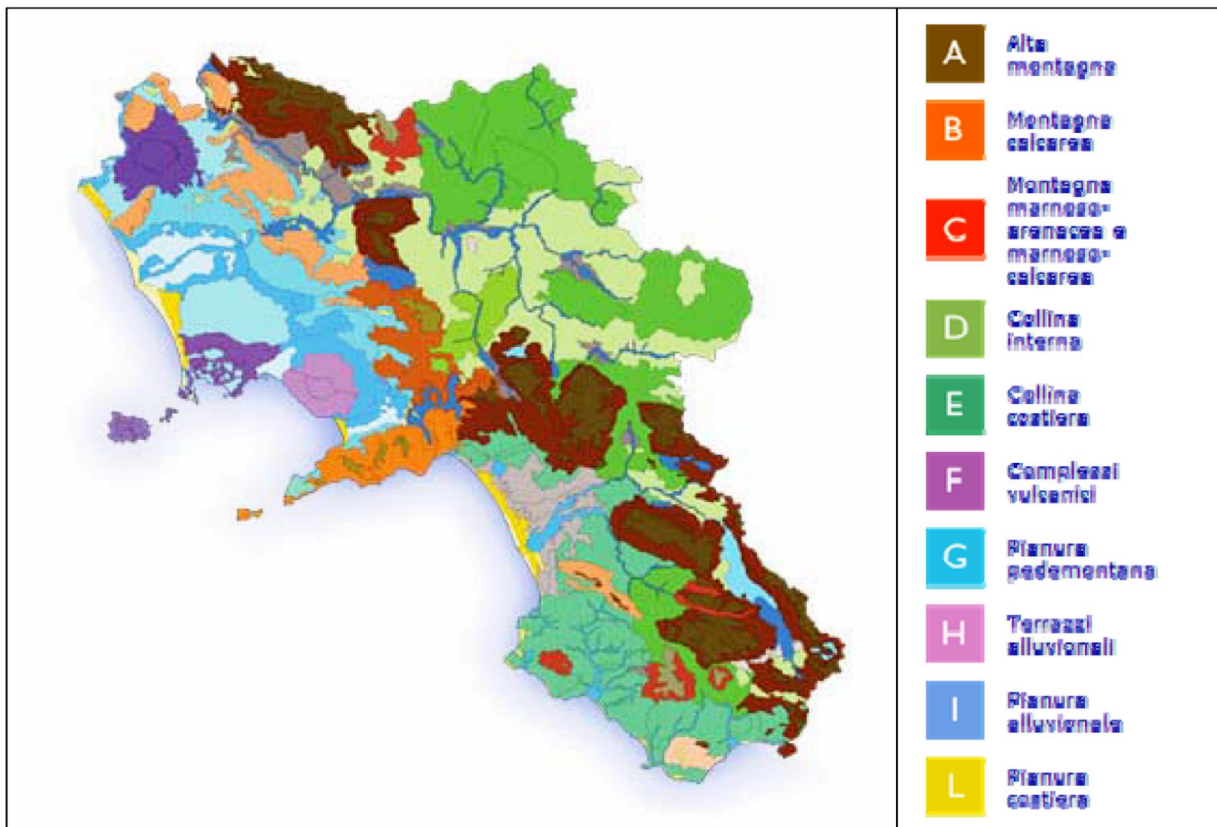 A
Alta
montagna
B
Montagna
calcarea
C
Montagna
marnoso-
arenacea e
marnoso-
calcarea
D
Collina
interna
E
Collina
costiera
F
Complessi
vulcanici
G
Pianura
pedemontana
H
Terrazzi
alluvionali
I
Pianura
alluvionale
L
Pianura
costiera